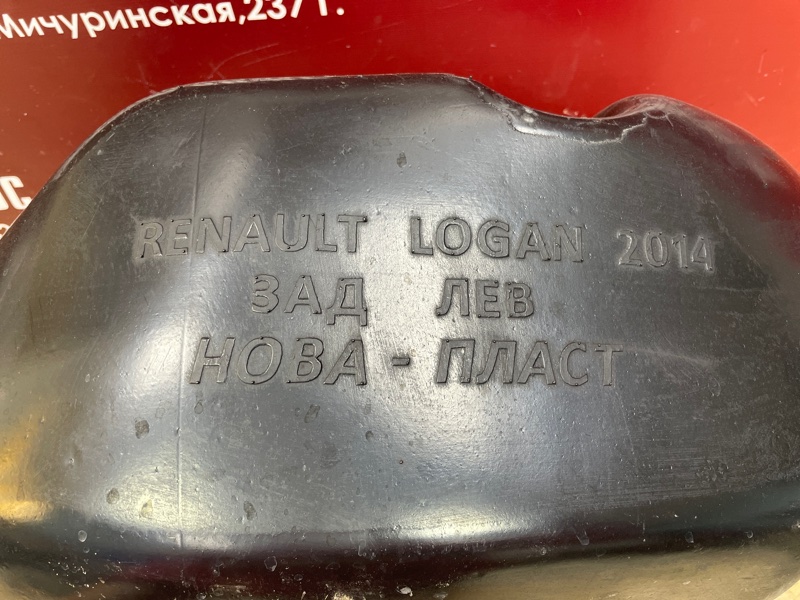 Мичуринская,237 Г.
RENAULT LOGAN 2014
ЗАД ЛЕВ
НОВА - ПЛАСТ